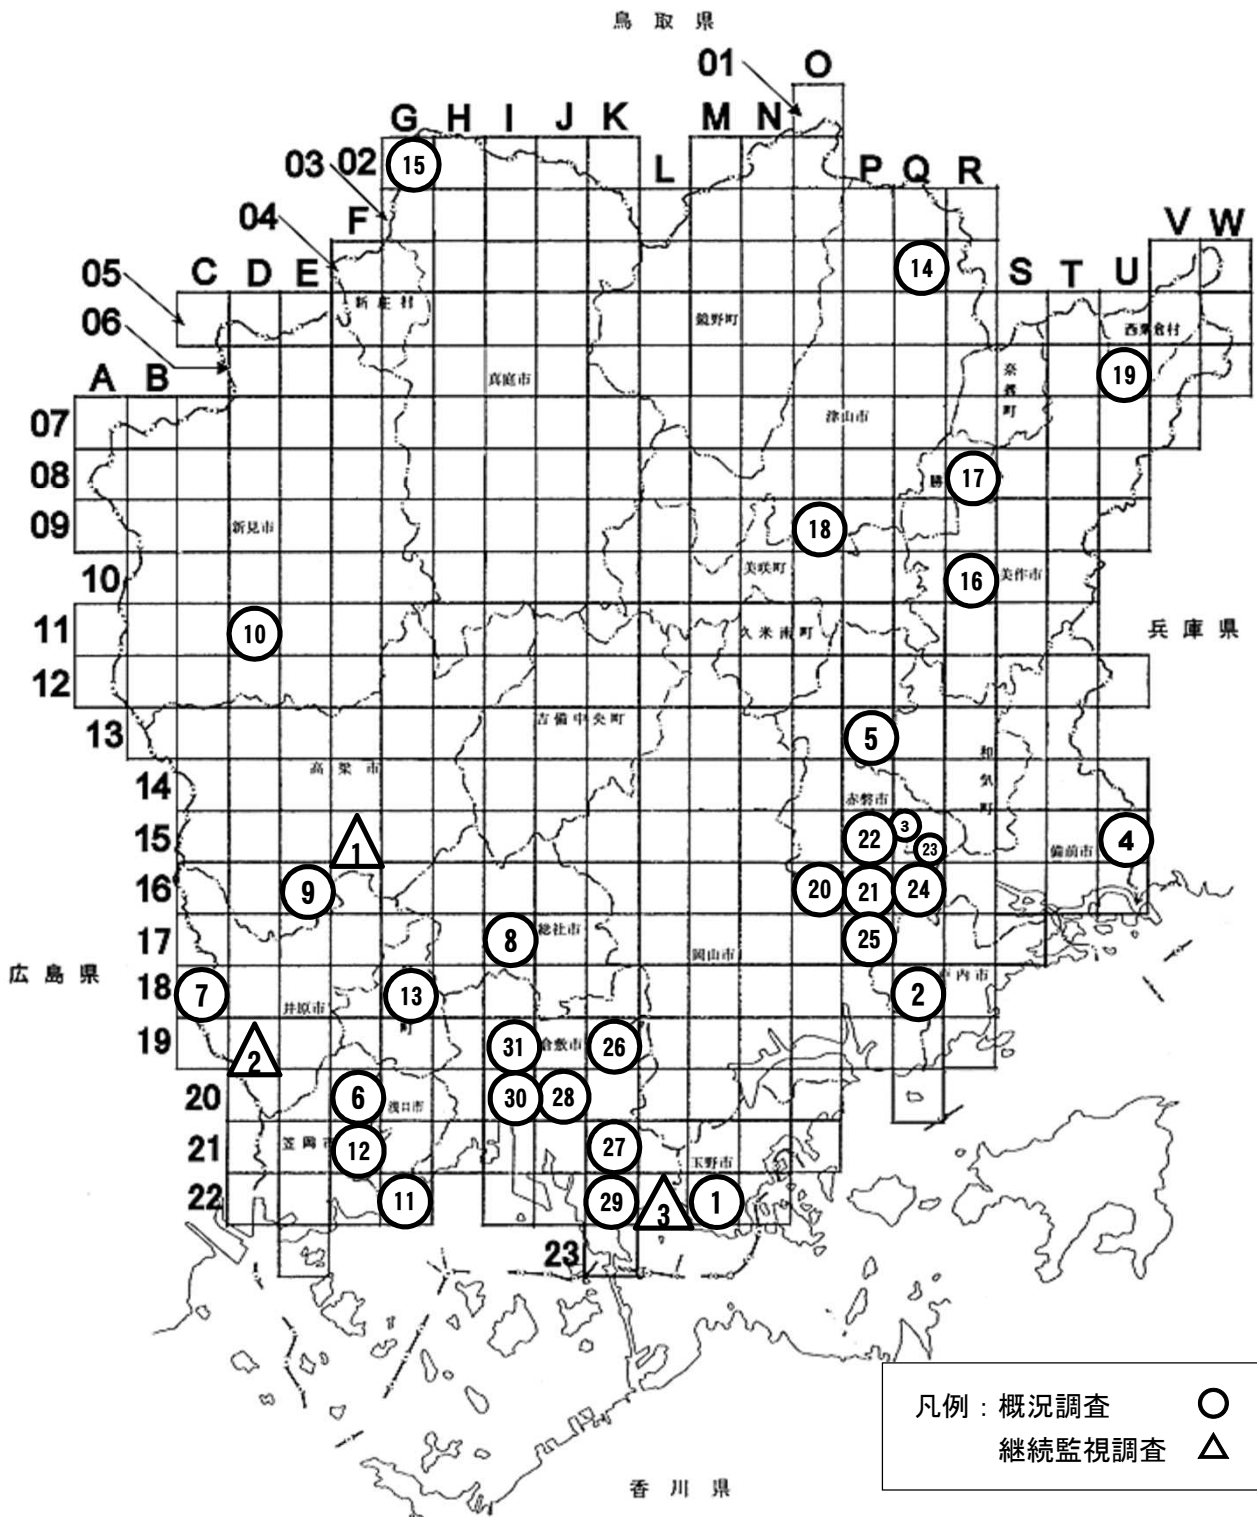 鳥取県
01
O
G H I J K
M N
03 02
15
L
P Q R
04
F
V W
05
C D E
14
S T U
06
新庄村
鏡野町
西粟倉村
A B
真庭市
奈義町
19
07
津山市
08
勝
17
09
新見市
18
10
美咲町
16
美作市
11
10
久米南町
兵庫県
12
吉備中央町
13
5
和気町
14
高梁市
赤磐市
15
1
22
3
23
備前市
4
16
9
20
21
24
17
8
総社市
岡山市
25
広島県
18
7
井原市
13
2
戸内市
町
19
2
31
倉敷市
26
20
6
浅口市
30
28
21
笠岡市
12
27
玉野市
22
11
29
3
1
23
凡例：概況調査
継続監視調査
香川県